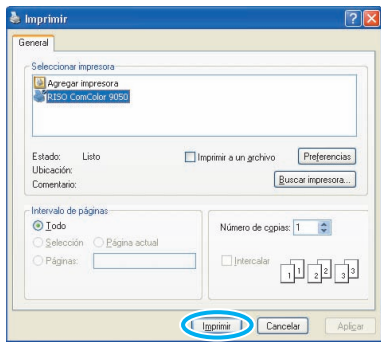 Imprimir
General
Seleccionar impresora
Agregar impresora
RISO ComColor 9050
Estado: Listo
Ubicación:
Comentario:
Imprimir a un archivo
Preferencias
Buscar impresora...
Intervalo de páginas
Todo
Selección Página actual
Páginas:
Número de copias: 1
Intercalar
1 1 2 2 3 3
Imprimir Cancelar Aplicar